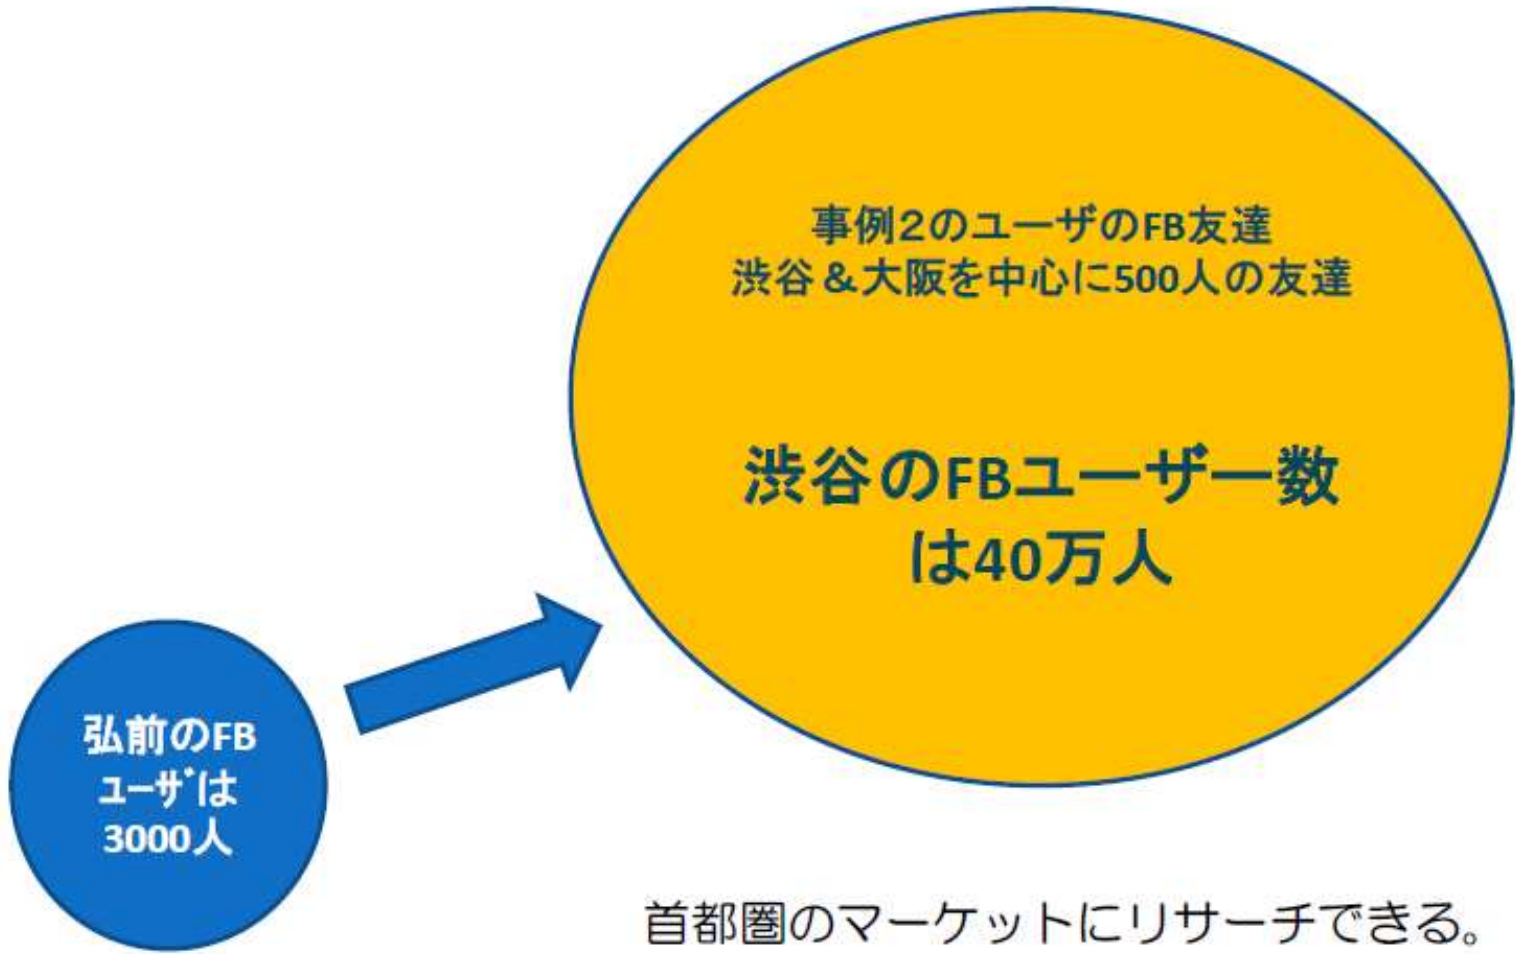 事例２のユーザのFB友達
渋谷＆大阪を中心に500人の友達
渋谷のFBユーザー数
は40万人
弘前のFB
ﾕｰｻﾞは
3000人
首都圏のマーケットにリサーチできる。